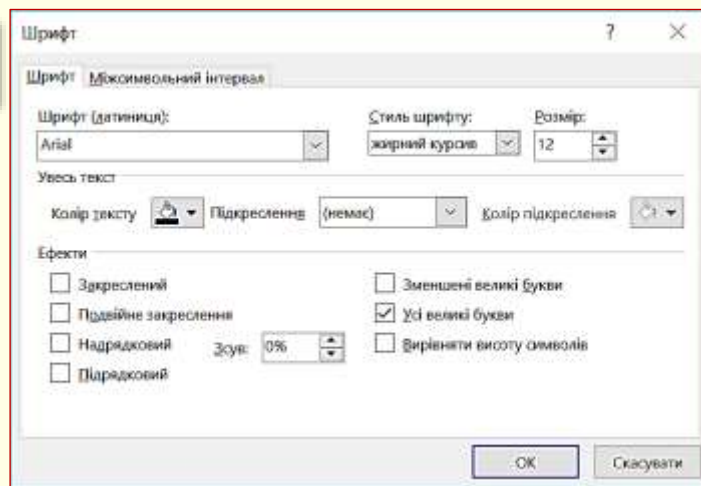 Шрифт ?
Шрифт Міжсимвольний інтервал
Шрифт (латиниця): Стиль шрифту: Розмір:
Arial жирний курсив 12
Увесь текст
Колір тексту Підкреслення (немає) Колір підкреслення
Ефекти
Закреслений Зменшені великі букви
Подвійне закреслення Усі великі букви
Надрядковий Зсув: 0% Вирівняти висоту символів
Підрядковий
ОК Скасувати